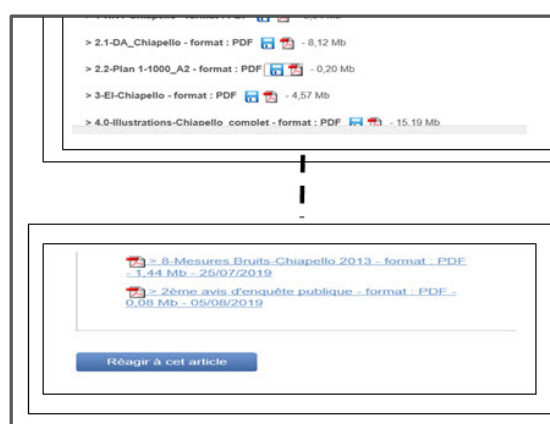 > 2.1-DA_Chiapello - format : PDF - 8,12 Mb
> 2.2-Plan 1-1000_A2 - format : PDF - 0,20 Mb
> 3-EI-Chiapello - format : PDF - 4,57 Mb
> 4.0-Illustrations-Chiapello_complet - format : PDF - 15,19 Mb
> 8-Mesures Bruits-Chiapello 2013 - format : PDF
- 1,44 Mb - 25/07/2019
> 2ème avis d'enquête publique - format : PDF -
0,08 Mb - 05/08/2019
Réagir à cet article